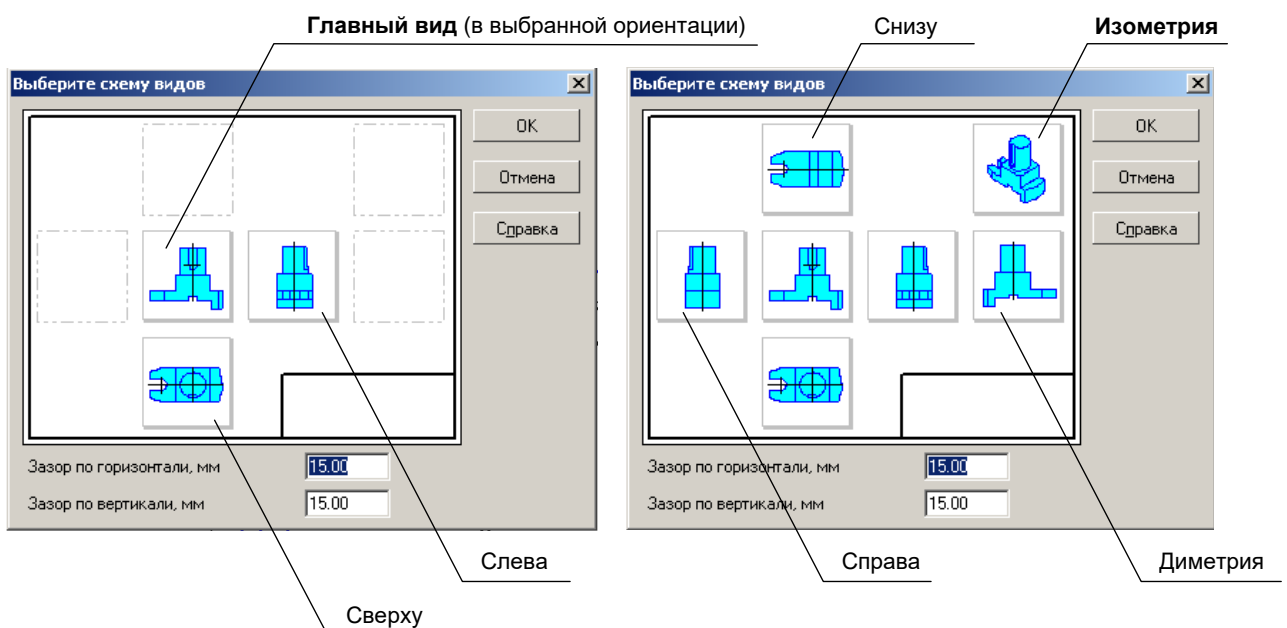 Главный вид (в выбранной ориентации)
Снизу
Изометрия
Выберите схему видов
OK
Отмена
Справка
Зазор по горизонтали, мм 15.00
Зазор по вертикали, мм 15.00
Выберите схему видов
OK
Отмена
Справка
Зазор по горизонтали, мм 15.00
Зазор по вертикали, мм 15.00
Слева
Справа
Диметрия
Сверху